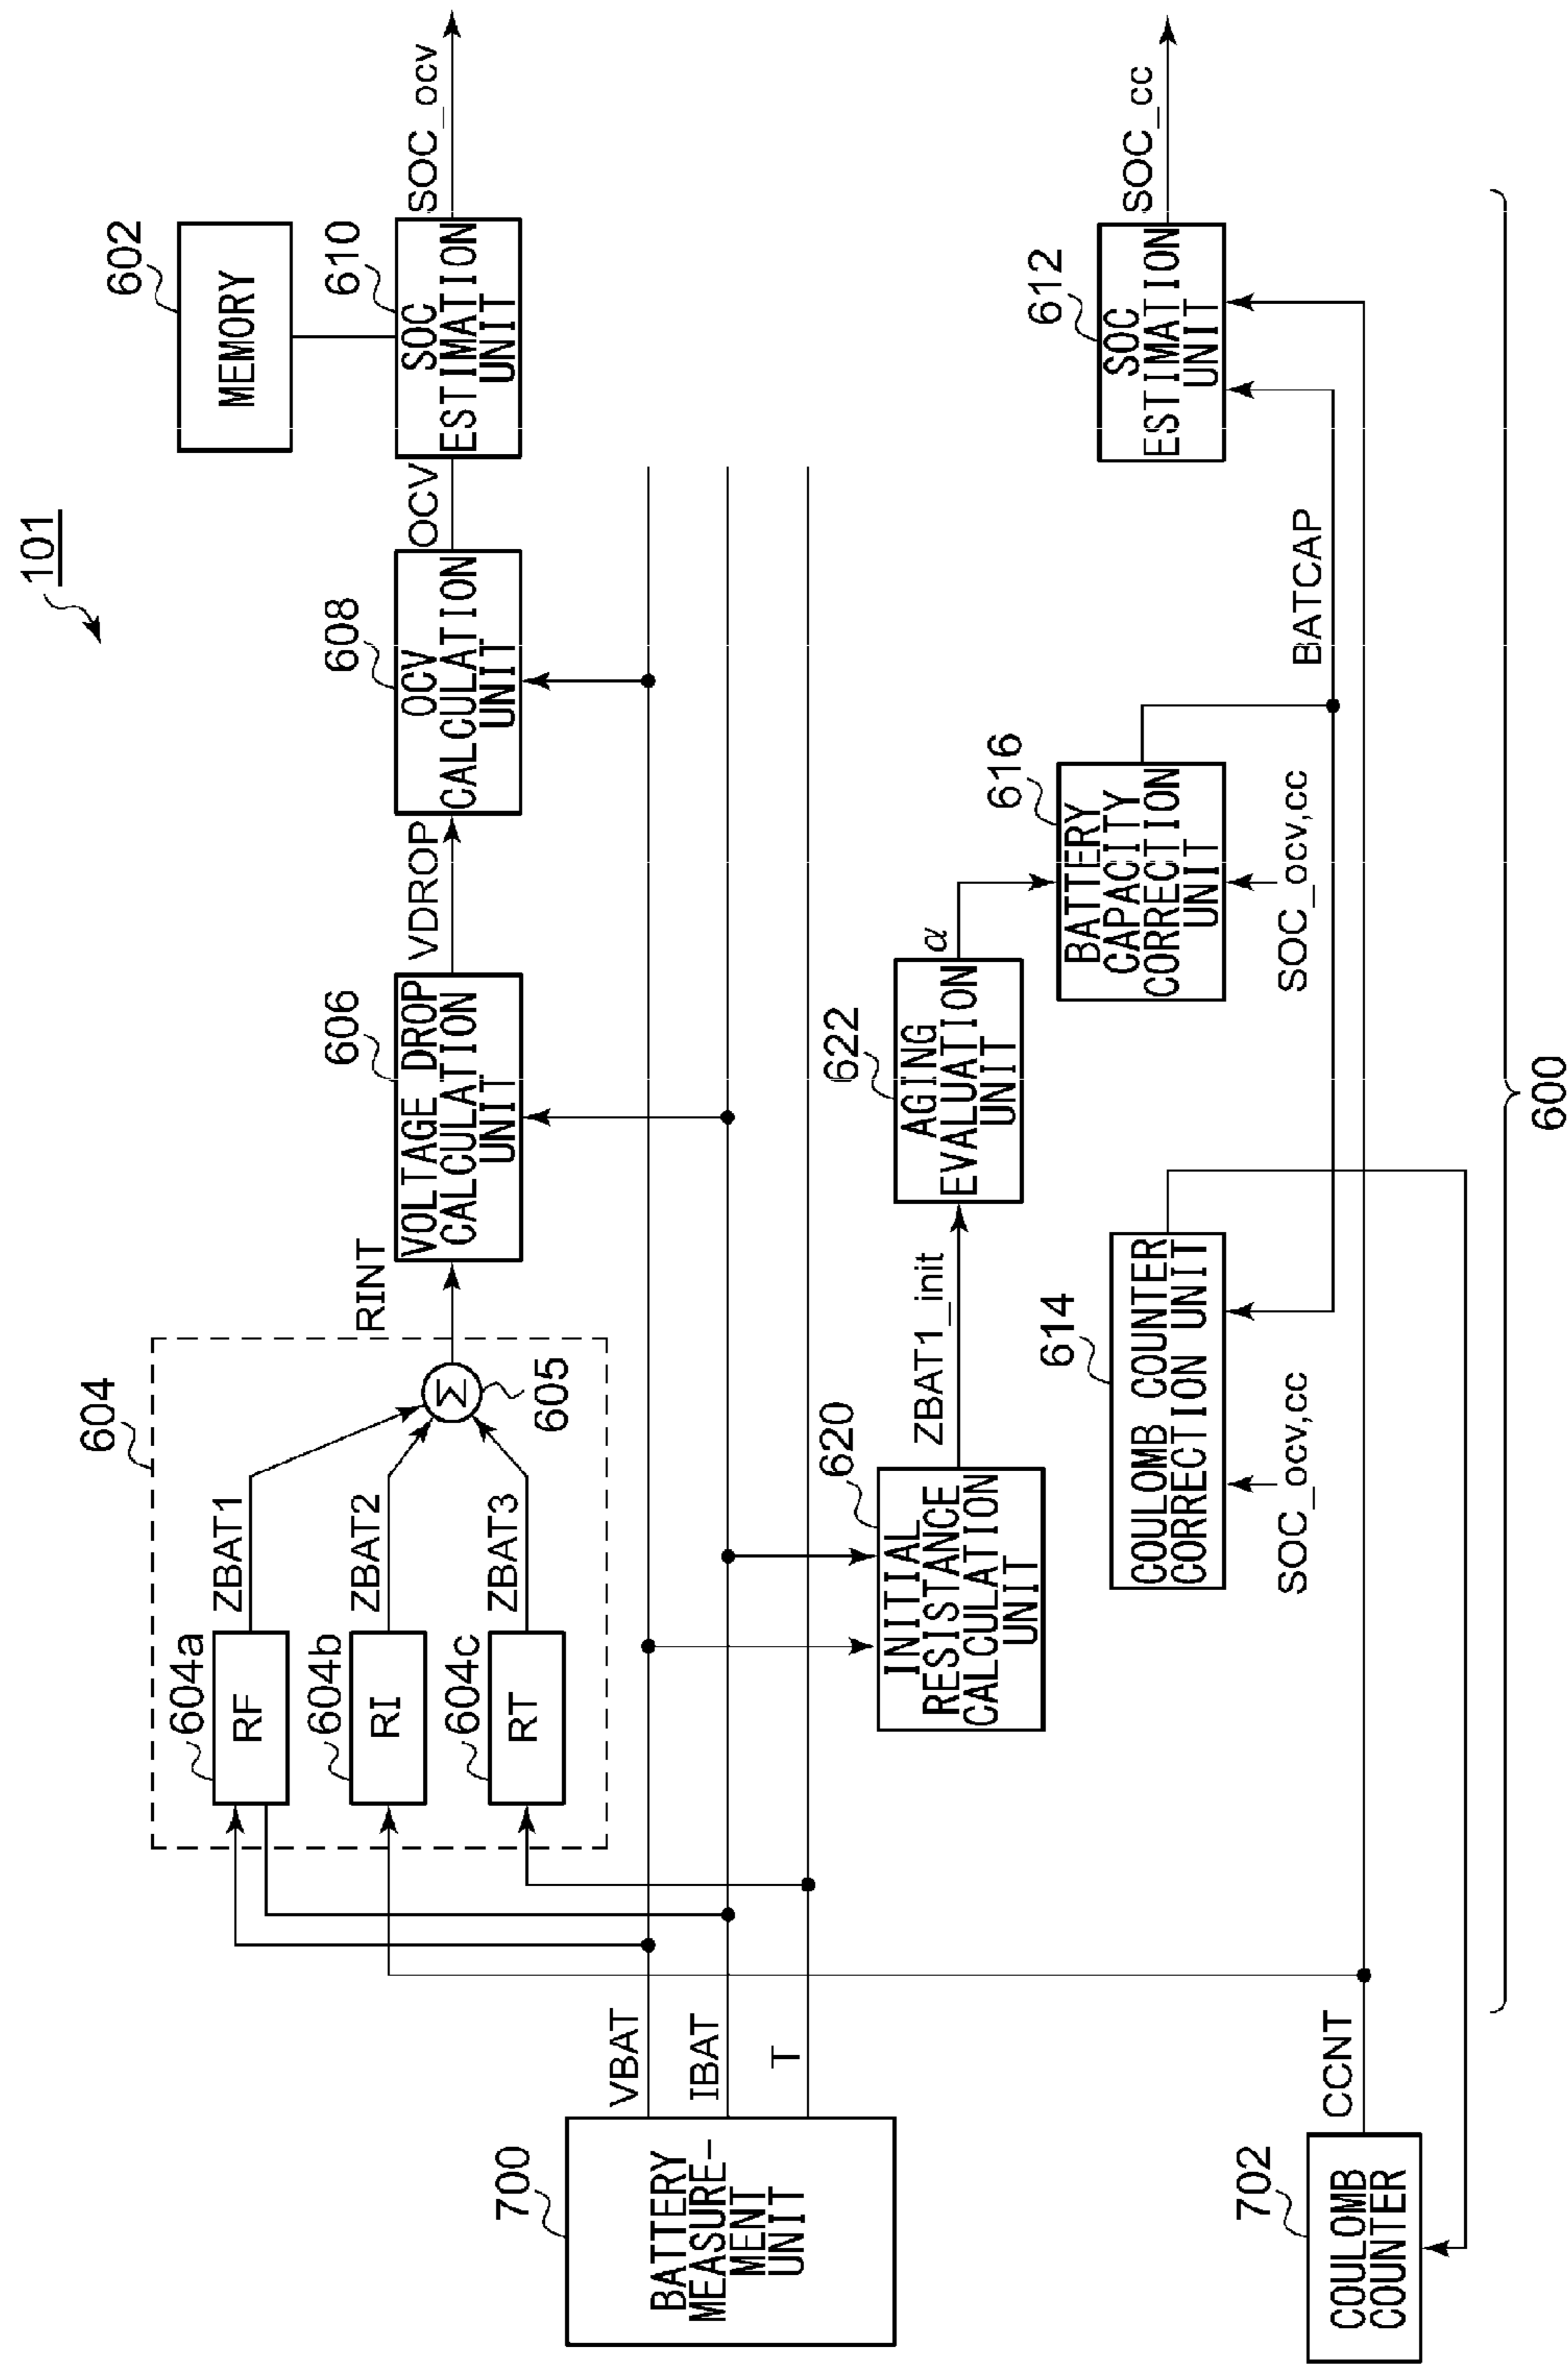 101
602
MEMORY
604
604a
RF
ZBAT1
604b
RI
ZBAT2
604c
RT
ZBAT3
Σ
605
RINT
606
VOLTAGE DROP
CALCULATION
UNIT
VDROP
608
OCV
CALCULATION
UNIT
OCV
610
SOC
ESTIMATION
UNIT
SOC_ocv
700
BATTERY
MEASURE-
MENT
UNIT
VBAT
IBAT
T
620
INITIAL
RESISTANCE
CALCULATION
UNIT
ZBAT1_init
622
AGING
EVALUATION
UNIT
α
616
BATTERY
CAPACITY
CORRECTION
UNIT
SOC_ocv,cc
BATCAP
612
SOC
ESTIMATION
UNIT
SOC_cc
614
COULOMB COUNTER
CORRECTION UNIT
SOC_ocv,cc
702
COULOMB
COUNTER
CCNT
600